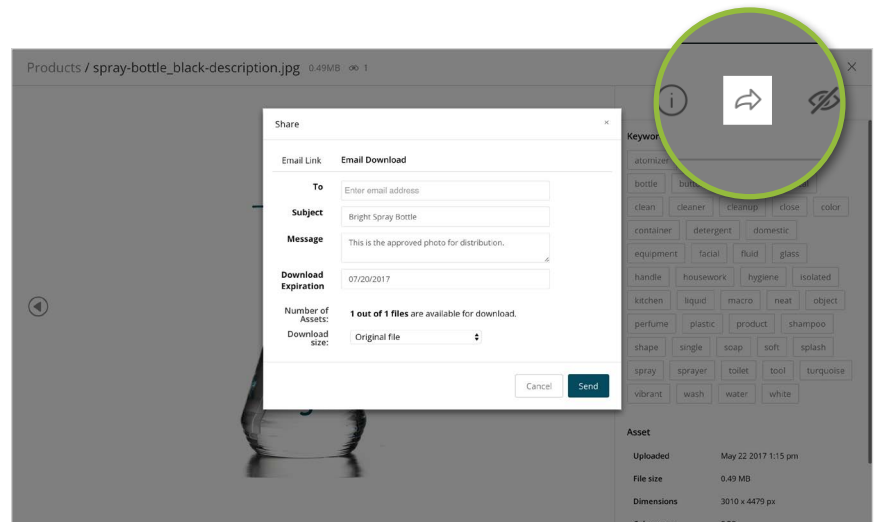 Products / spray-bottle_black-description.jpg 0.49MB 1
Share
Email Link Email Download
To Enter email address
Subject Bright Spray Bottle
Message This is the approved photo for distribution.
Download Expiration 07/20/2017
Number of Assets: 1 out of 1 files are available for download.
Download size: Original file
Cancel Send
atomizer
bottle
clean cleaner cleanup close color
container detergent domestic
equipment facial fluid glass
handle housework hygiene isolated
kitchen liquid macro neat object
perfume plastic product shampoo
shape single soap soft splash
spray sprayer toilet tool turquoise
vibrant wash water white
Asset
Uploaded May 22 2017 1:15 pm
File size 0.49 MB
Dimensions 3010 x 4479 px